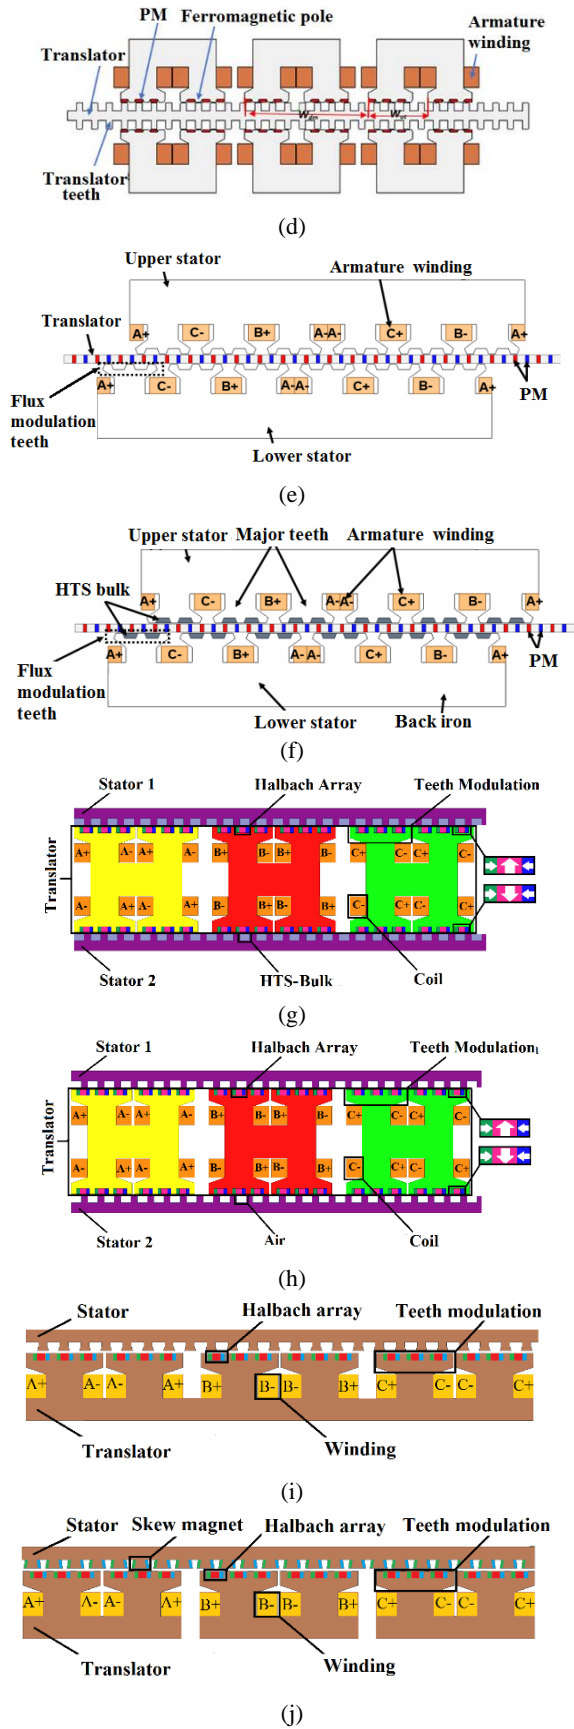 PM
Ferromagnetic pole
Armature
winding
Translator
Wdm
Wst
Translator
teeth
(d)
Upper stator
Armature winding
Translator
A+ C- B+ A-A- C+ B- A+
Flux
modulation
teeth
A+ C- B+ A-A- C+ B- A+
PM
Lower stator
(e)
Upper stator Major teeth Armature winding
HTS bulk
A+ C- B+ A-A- C+ B- A+
Flux
modulation
teeth
A+ C- B+ A-A- C+ B- A+
PM
Lower stator
Back iron
(f)
Stator 1 Halbach Array Teeth Modulation
Translator
A+ A- A- A+ B+ B- B- B+ C+ C- C+ C-
A+ A- A- A+ B- B+ B+ B- C- C+ C- C+
Stator 2 HTS-Bulk Coil
(g)
Stator 1 Halbach Array Teeth Modulation
Translator
A+ A- A- A+ B+ B- B+ B- C+ C- C+ C-
A+ A- A- A+ B- B+ B+ B- C- C+ C- C+
Stator 2 Air Coil
(h)
Stator Halbach array Teeth modulation
A+ A- A- A+ B+ B- B- B+ C+ C- C- C+
Translator Winding
(i)
Stator Skew magnet Halbach array Teeth modulation
A+ A- A- A+ B+ B- B- B+ C+ C- C- C+
Translator Winding
(j)